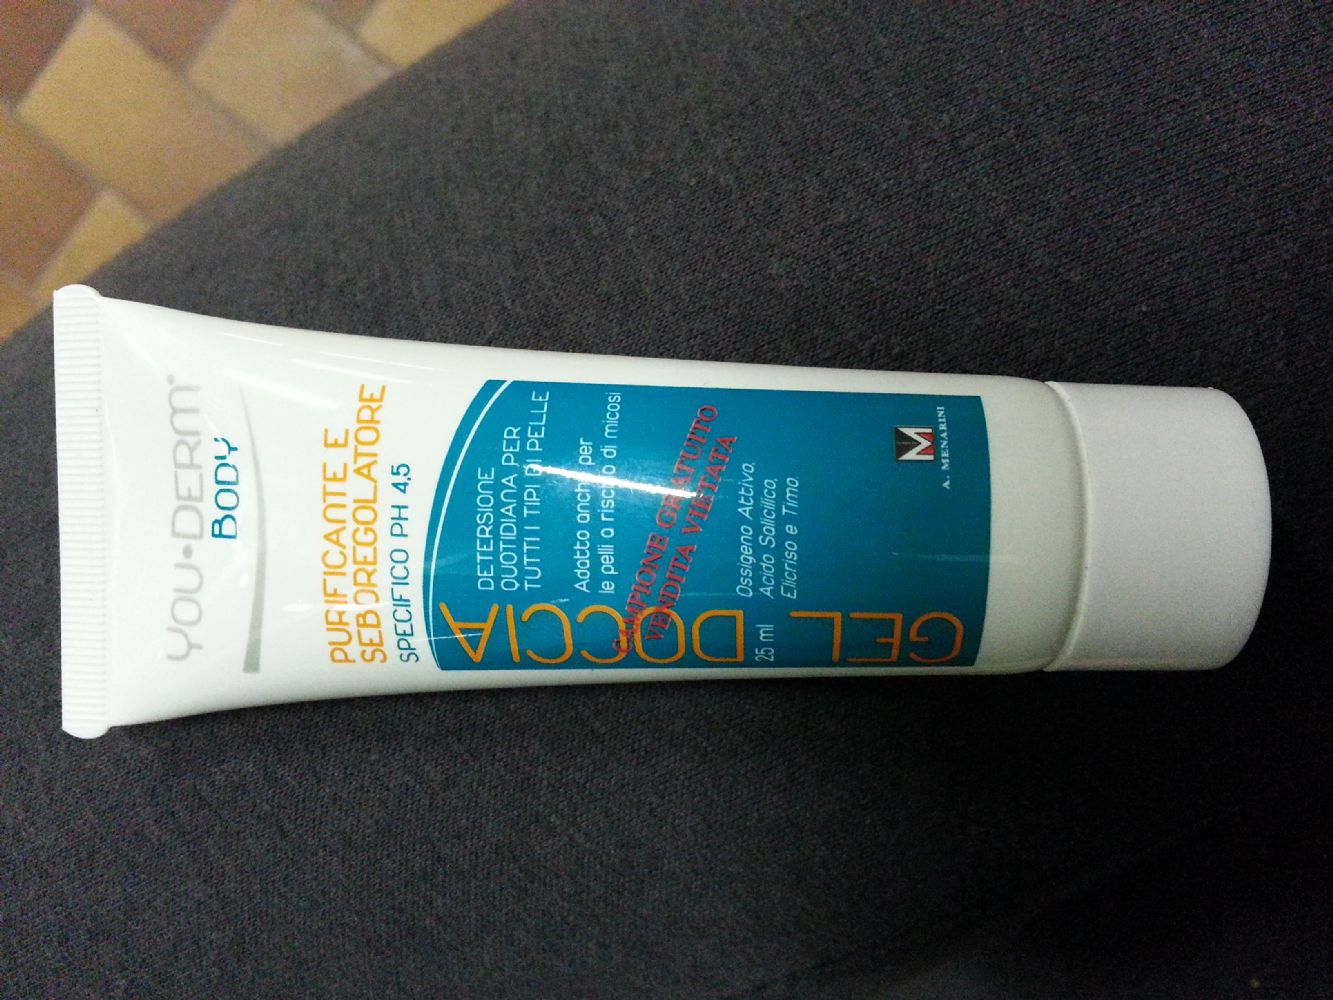 YOU·DERM®
BODY
PURIFICANTE E
SEBOREGOLATORE
SPECIFICO PH 4,5
GEL DOCCIA
DETERSIONE
QUOTIDIANA PER
TUTTI I TIPI DI PELLE
Adatto anche per
le pelli a rischio di micosi
CAMPIONE GRATUITO
VENDITA VIETATA
Ossigeno Attivo,
Acido Salicilico,
Elicriso e Timo.
25 ml
M
A. MENARINI